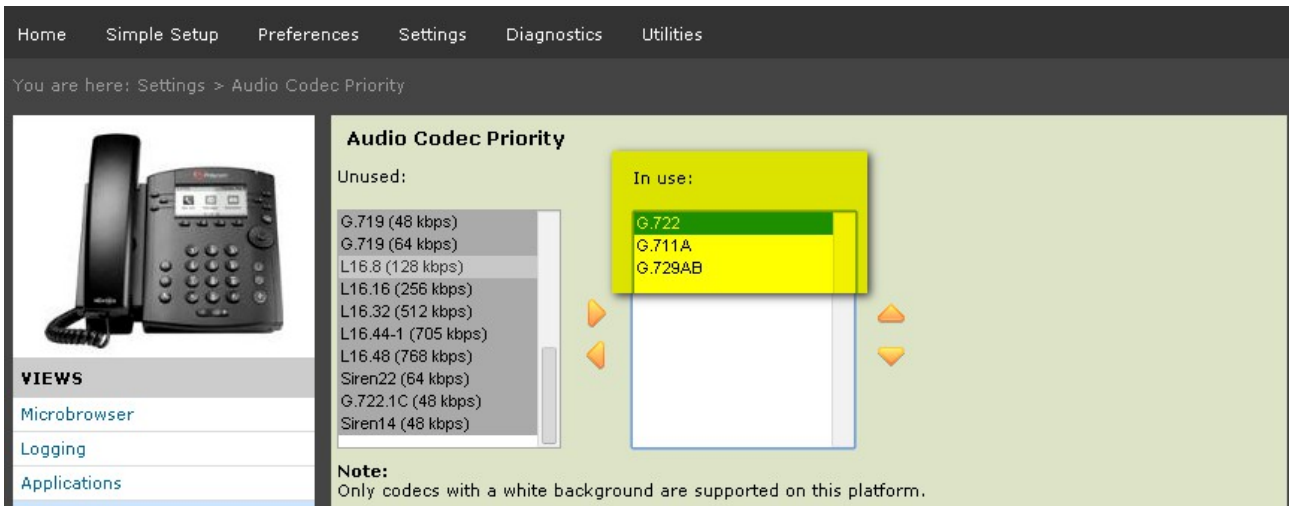 Home Simple Setup Preferences Settings Diagnostics Utilities
You are here: Settings > Audio Codec Priority
Audio Codec Priority
Unused:
G.719 (48 kbps)
G.719 (64 kbps)
L16.8 (128 kbps)
L16.16 (256 kbps)
L16.32 (512 kbps)
L16.44-1 (705 kbps)
L16.48 (768 kbps)
Siren22 (64 kbps)
G.722.1C (48 kbps)
Siren14 (48 kbps)
In use:
G.722
G.711A
G.729AB
Note:
Only codecs with a white background are supported on this platform.
VIEWS
Microbrowser
Logging
Applications